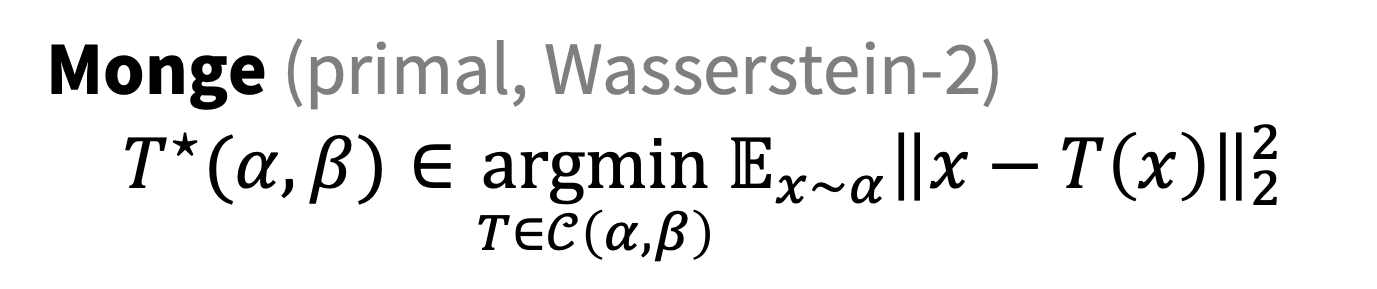 Monge (primal, Wasserstein-2)
T⋆(α, β) ∈ argmin 𝔼ₓ∼α‖x − T(x)‖₂²
T∈𝒞(α,β)